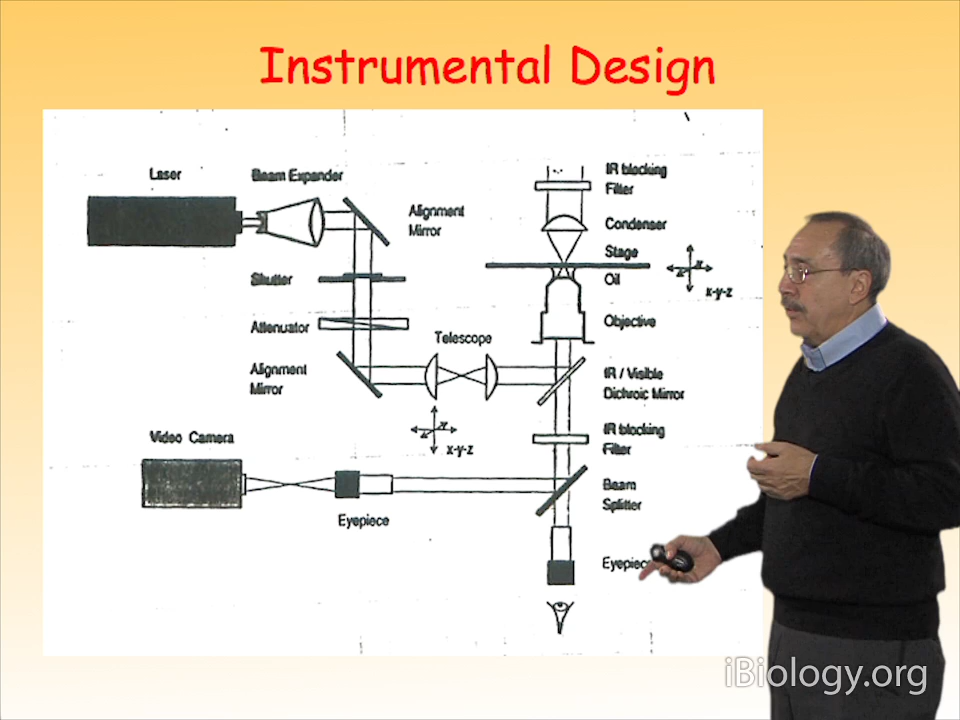 Instrumental Design
Laser
Beam Expander
Alignment
Mirror
IR blocking
Filter
Condenser
Stage
Oil
x-y-z
Shutter
Attenuator
Telescope
Objective
Alignment
Mirror
IR / Visible
Dichroic Mirror
x-y-z
Video Camera
IR blocking
Filter
Beam
Splitter
Eyepiece
Eyepiec
iBiology.org